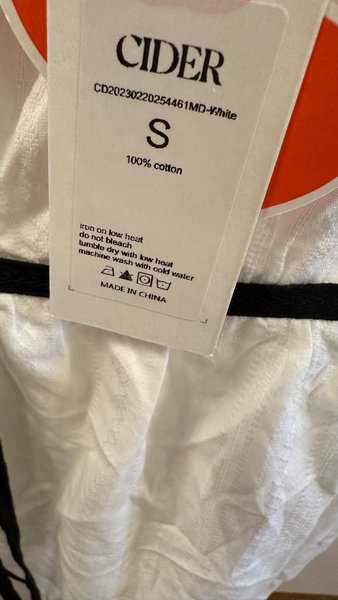 CIDER
CD20230220254461MD-White
S
100% cotton
iron on low heat
do not bleach
tumble dry with low heat
machine wash with cold water
MADE IN CHINA